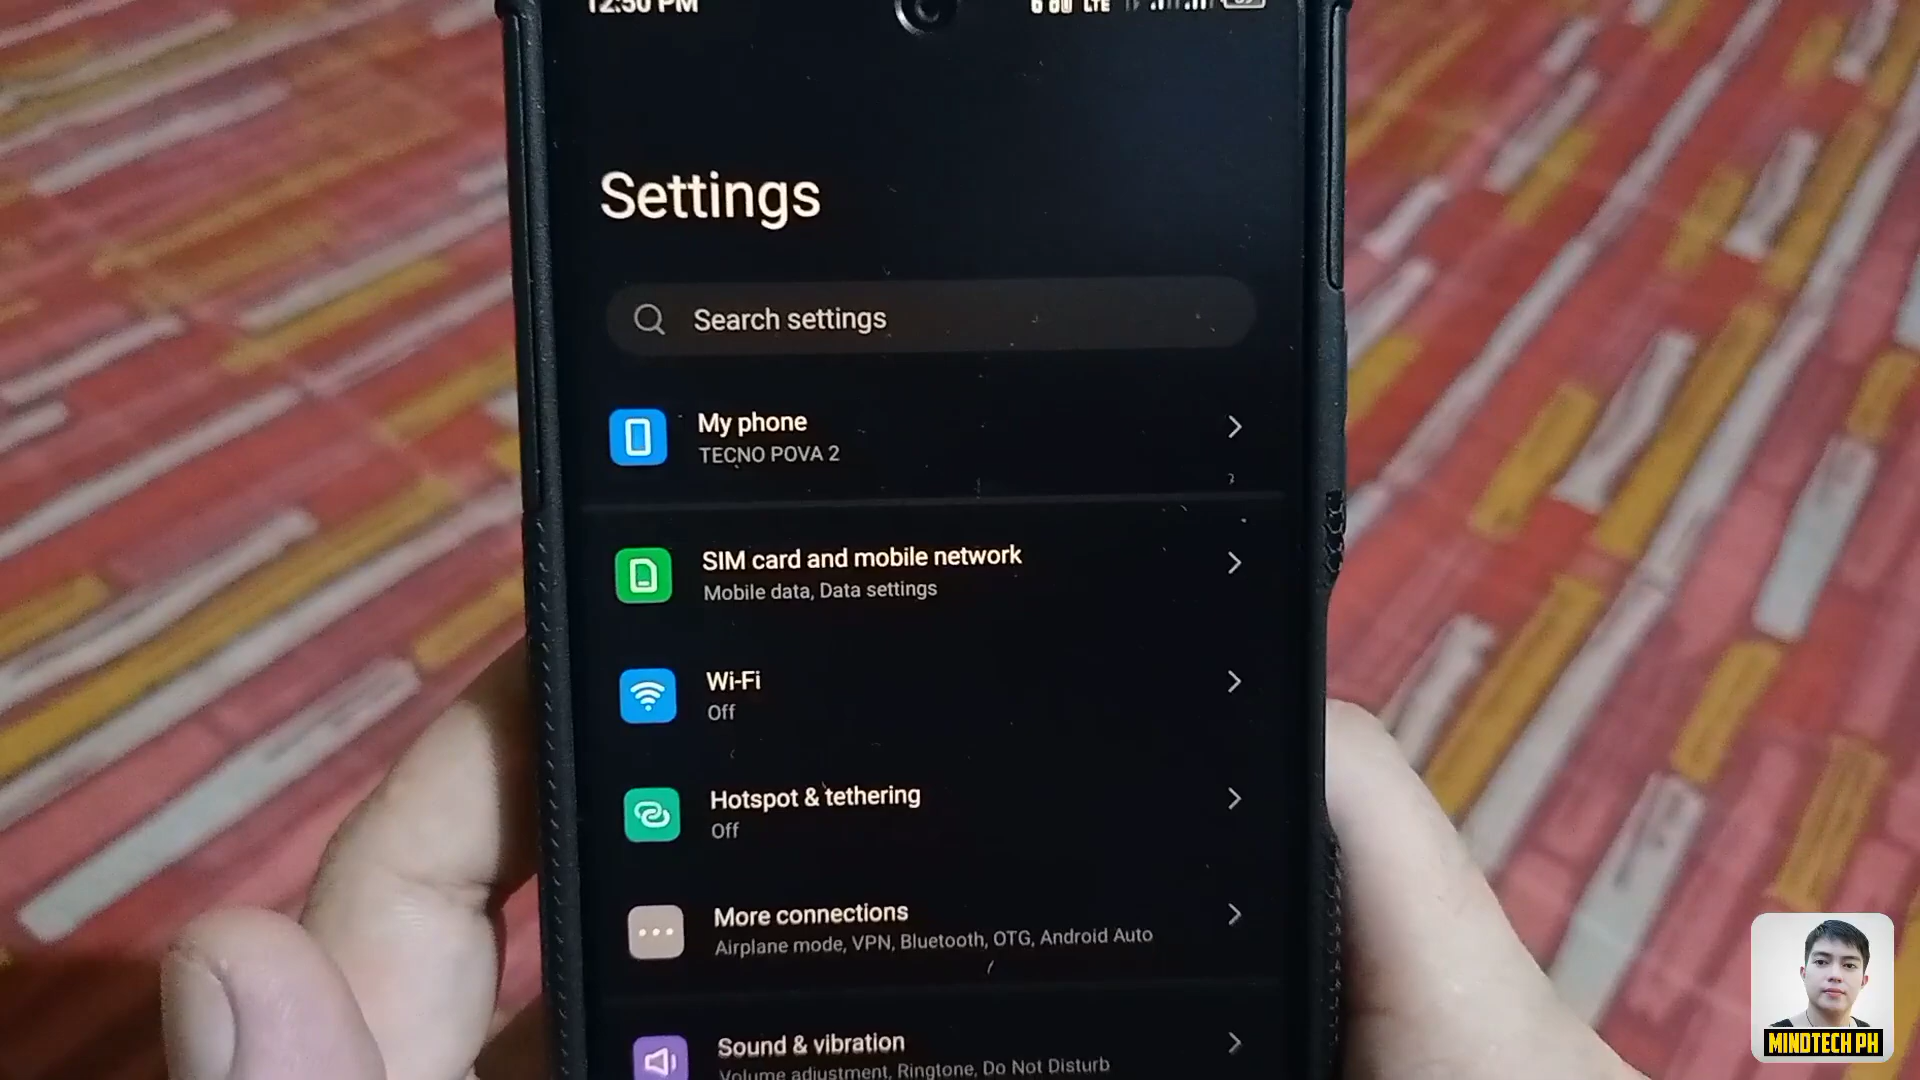 12:50 PM
LTE
Settings
Search settings
My phone
TECNO POVA 2
SIM card and mobile network
Mobile data, Data settings
Wi-Fi
Off
Hotspot & tethering
Off
More connections
Airplane mode, VPN, Bluetooth, OTG, Android Auto
Sound & vibration
Volume adjustment, Ringtone, Do Not Disturb
MINDTECH PH